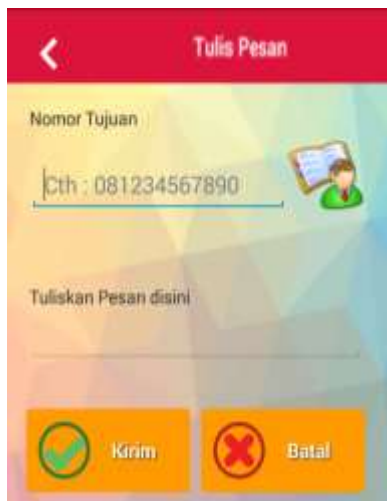 Tulis Pesan
Nomor Tujuan
Cth : 081234567890
Tuliskan Pesan disini
Kirim
Batal